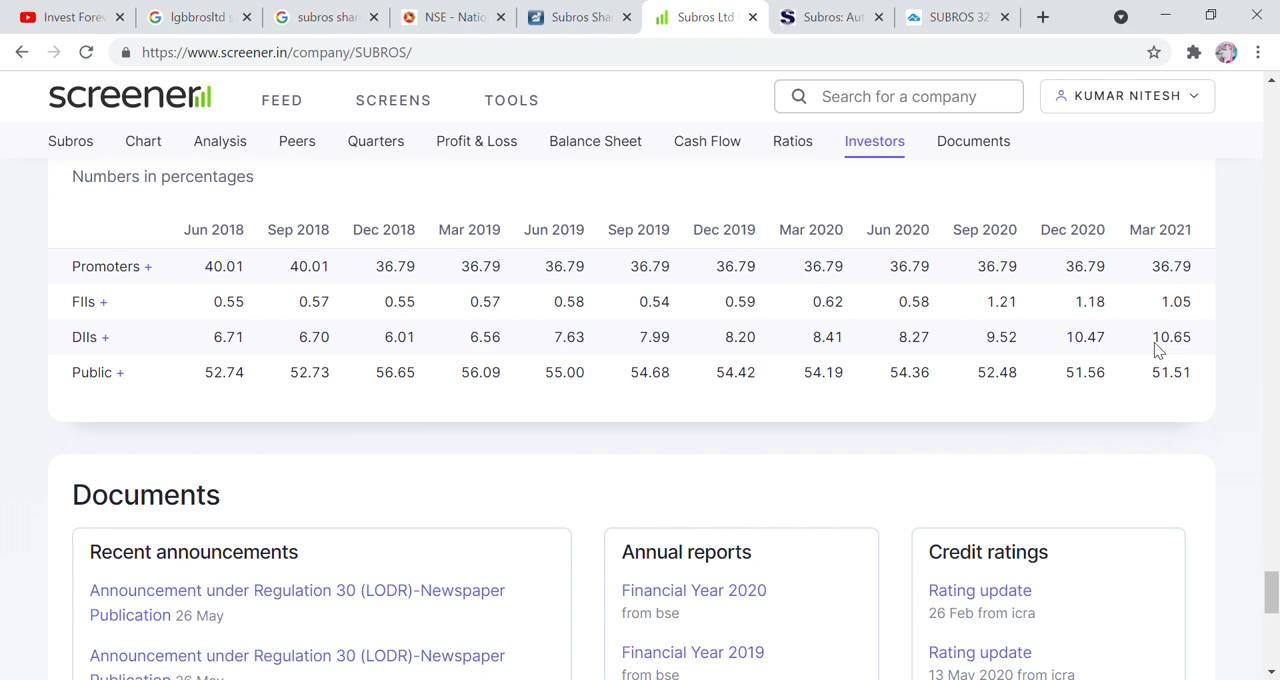 Invest Forev
lgbbrosltd s
subros shar
NSE - Natio
Subros Shar
Subros Ltd
Subros: Aut
SUBROS 32
https://www.screener.in/company/SUBROS/
screener
FEED
SCREENS
TOOLS
Search for a company
KUMAR NITESH
Subros Chart Analysis Peers Quarters Profit & Loss Balance Sheet Cash Flow Ratios Investors Documents
Numbers in percentages
Jun 2018 Sep 2018 Dec 2018 Mar 2019 Jun 2019 Sep 2019 Dec 2019 Mar 2020 Jun 2020 Sep 2020 Dec 2020 Mar 2021
Promoters + 40.01 40.01 36.79 36.79 36.79 36.79 36.79 36.79 36.79 36.79 36.79 36.79
FIIs + 0.55 0.57 0.55 0.57 0.58 0.54 0.59 0.62 0.58 1.21 1.18 1.05
DIIs + 6.71 6.70 6.01 6.56 7.63 7.99 8.20 8.41 8.27 9.52 10.47 10.65
Public + 52.74 52.73 56.65 56.09 55.00 54.68 54.42 54.19 54.36 52.48 51.56 51.51
Documents
Recent announcements
Announcement under Regulation 30 (LODR)-Newspaper
Publication 26 May
Announcement under Regulation 30 (LODR)-Newspaper
Publication 26 May
Annual reports
Financial Year 2020
from bse
Financial Year 2019
from bse
Credit ratings
Rating update
26 Feb from icra
Rating update
13 May 2020 from icra